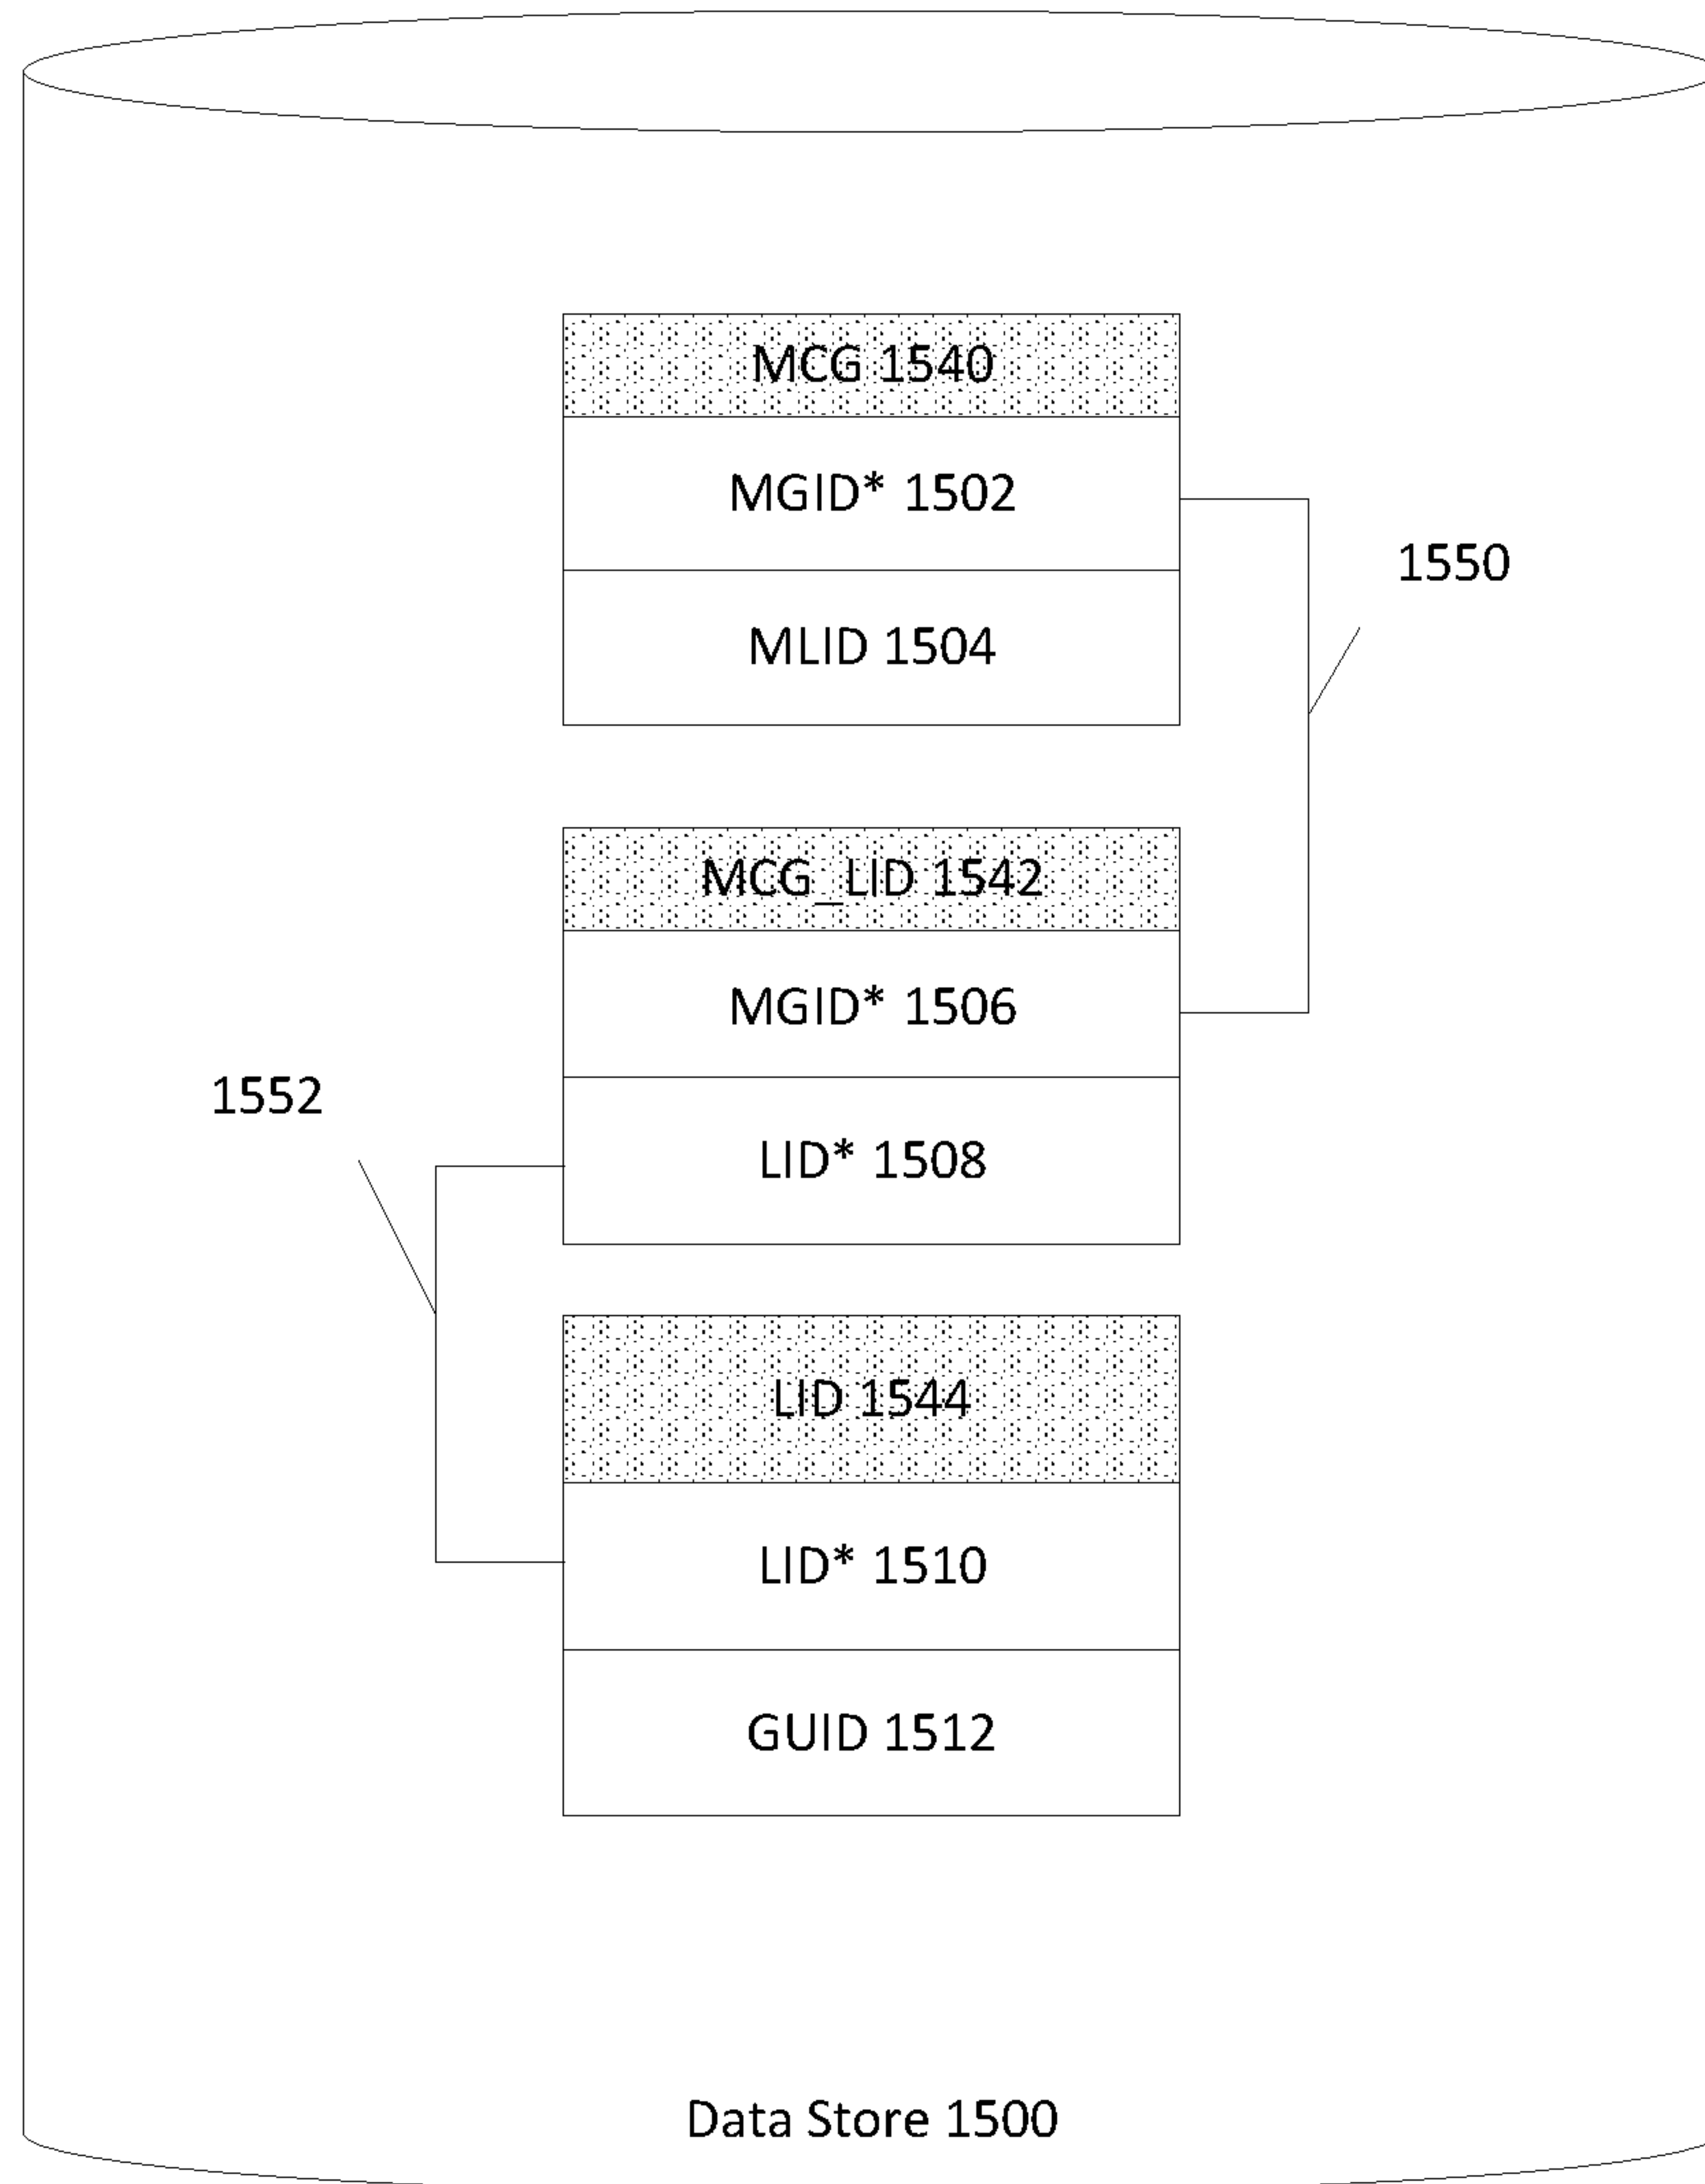 MCG 1540
MGID* 1502
1550
MLID 1504
MCG_LID 1542
MGID* 1506
1552
LID* 1508
LID 1544
LID* 1510
GUID 1512
Data Store 1500